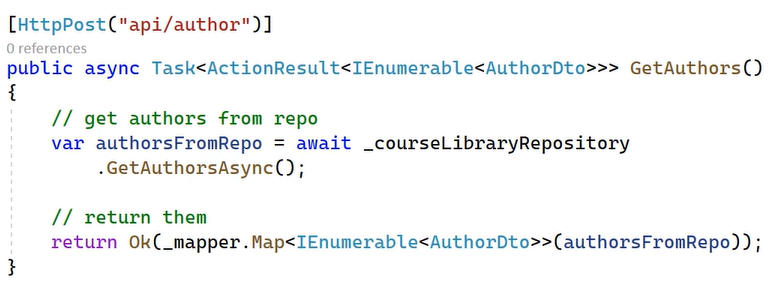 [HttpPost("api/author")]
0 references
public async Task<ActionResult<IEnumerable<AuthorDto>>> GetAuthors()
{
// get authors from repo
var authorsFromRepo = await _courseLibraryRepository
.GetAuthorsAsync();
// return them
return Ok(_mapper.Map<IEnumerable<AuthorDto>>(authorsFromRepo));
}